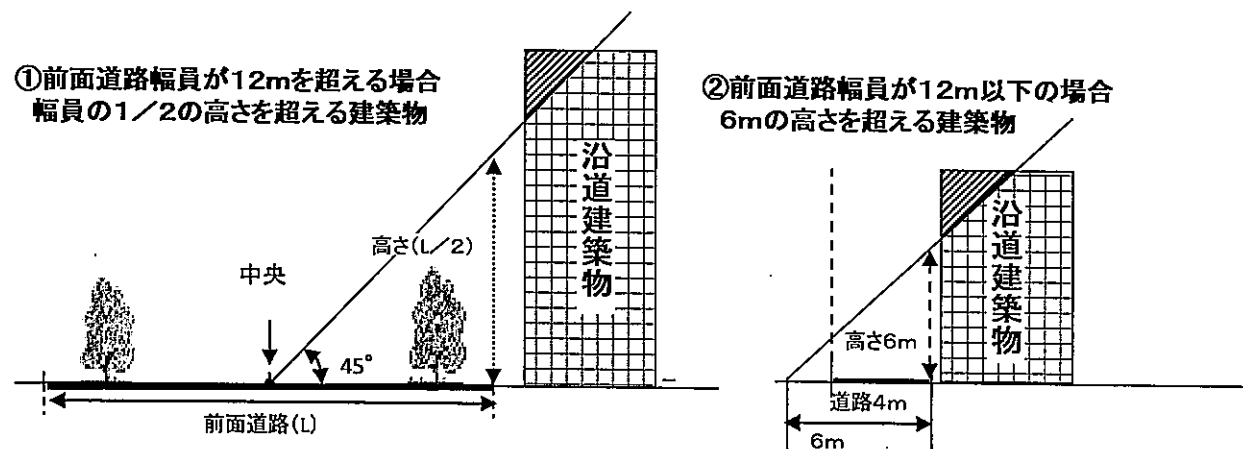 ①前面道路幅員が12mを超える場合
幅員の1/2の高さを超える建築物
沿道建築物
高さ(L/2)
中央
45°
前面道路(L)
②前面道路幅員が12m以下の場合
6mの高さを超える建築物
沿道建築物
高さ6m
道路4m
6m